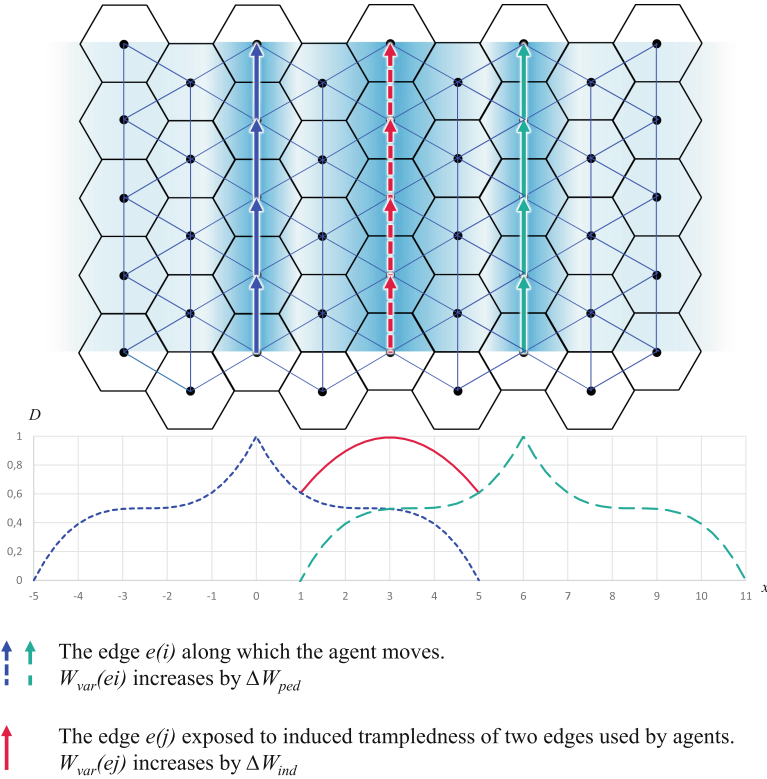 D
1
0,8
0,6
0,4
0,2
0
-5 -4 -3 -2 -1 0 1 2 3 4 5 6 7 8 9 10 11
x
The edge e(i) along which the agent moves.
Wvar(ei) increases by ΔWped
The edge e(j) exposed to induced trampledness of two edges used by agents.
Wvar(ej) increases by ΔWind